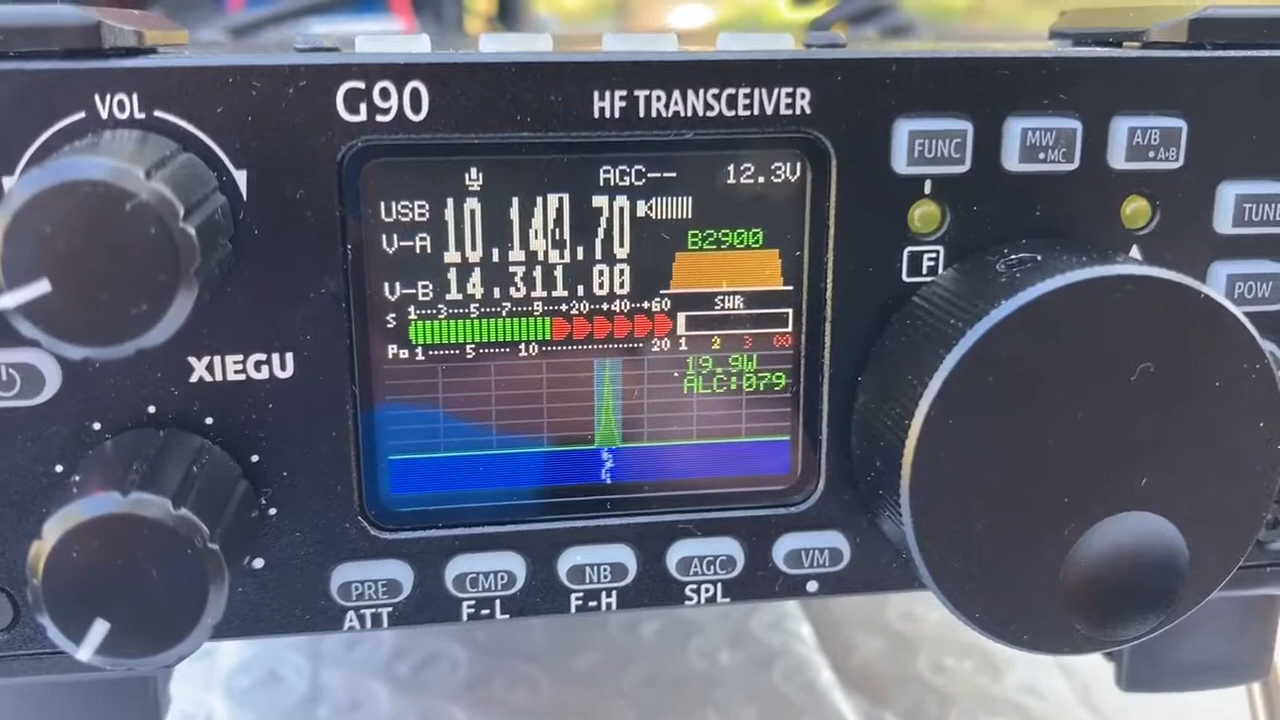 VOL
G90
HF TRANSCEIVER
FUNC
MW
•MC
A/B
•A›B
AGC-- 12.3V
USB
V-A 10.140.70
V-B 14.311.00
B2900
1···3···5···7···9··+20··+40··+60
S
Po 1······5······10···············20
SWR
1 2 3 ∞
19.9W
ALC:079
F
POW
XIEGU
PRE
ATT
CMP
F-L
NB
F-H
AGC
SPL
VM